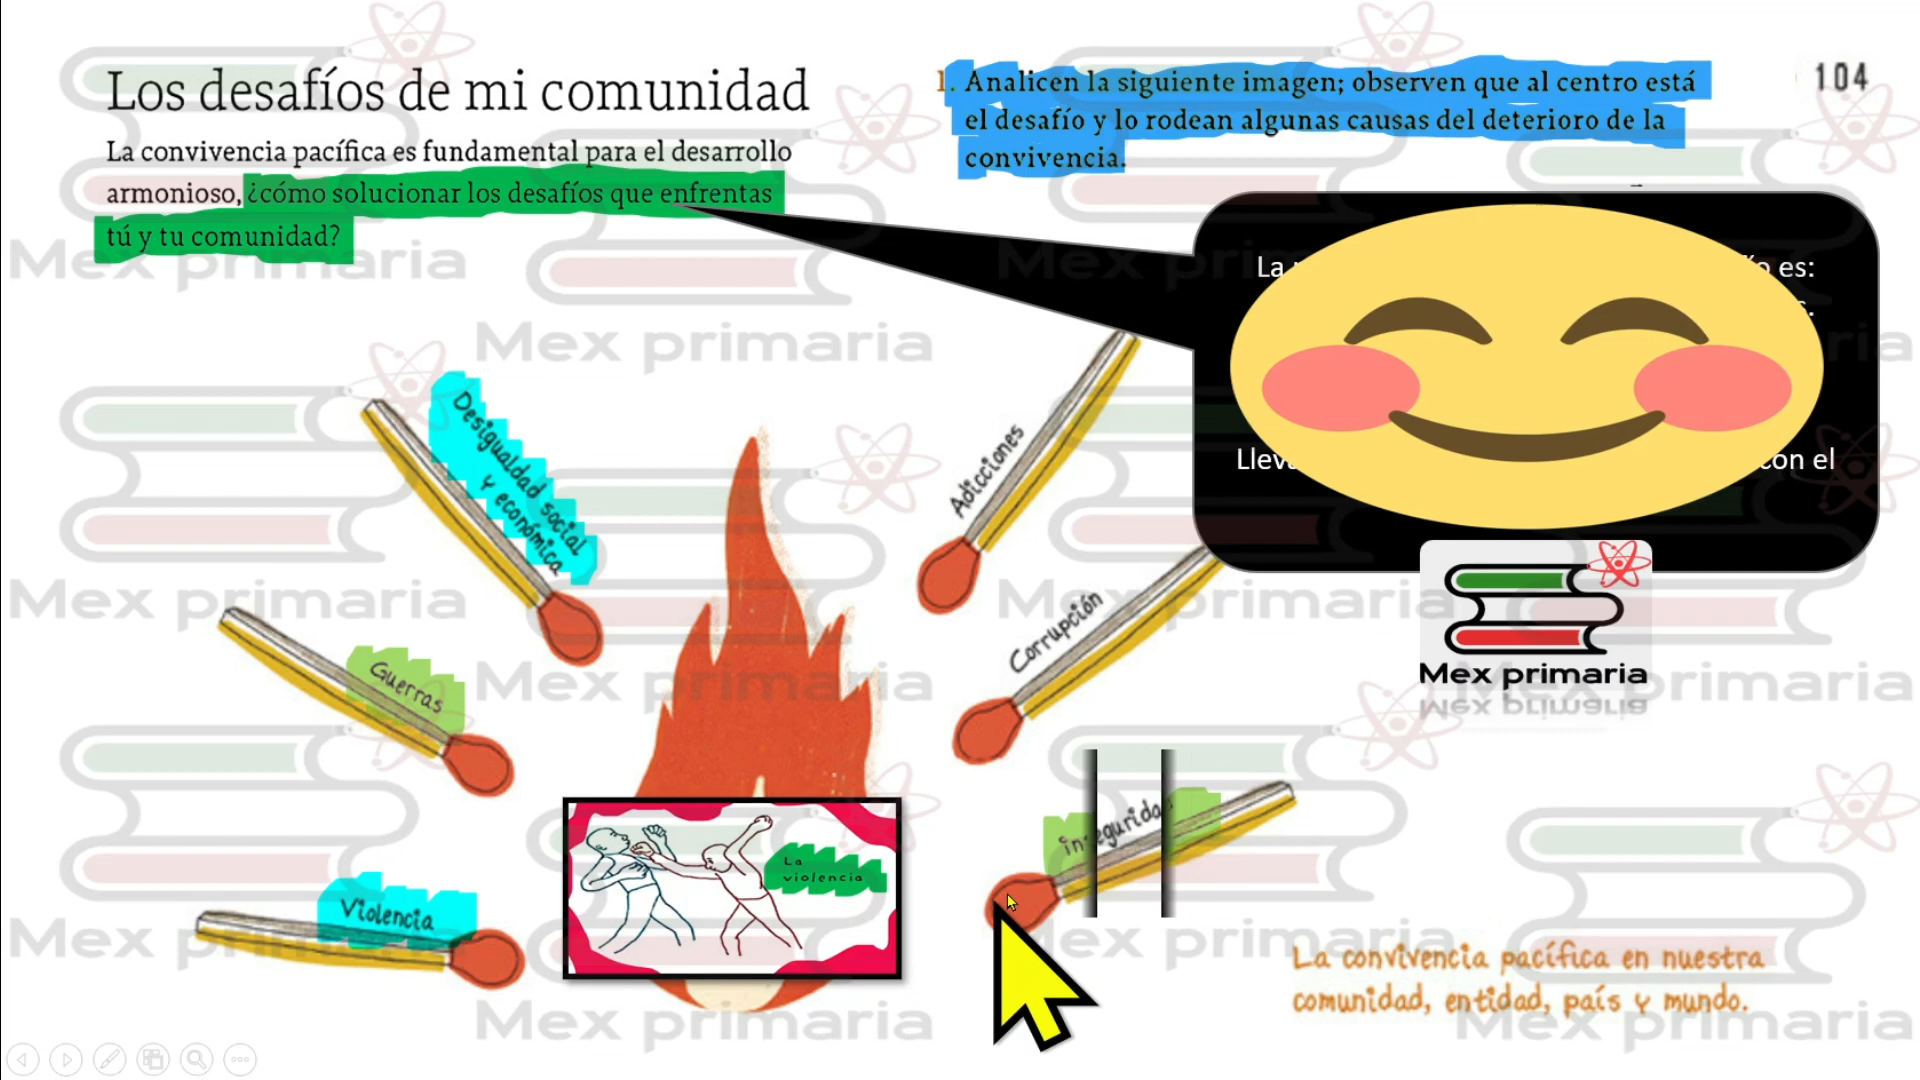 Los desafíos de mi comunidad
La convivencia pacífica es fundamental para el desarrollo
armonioso, ¿cómo solucionar los desafíos que enfrentas
tú y tu comunidad?
1. Analicen la siguiente imagen; observen que al centro está
el desafío y lo rodean algunas causas del deterioro de la
convivencia.
104
La
es:
con el
Desigualdad social
y económica
Adicciones
Corrupción
Guerras
inseguridad
Violencia
La
violencia
Mex primaria
La convivencia pacífica en nuestra
comunidad, entidad, país y mundo.